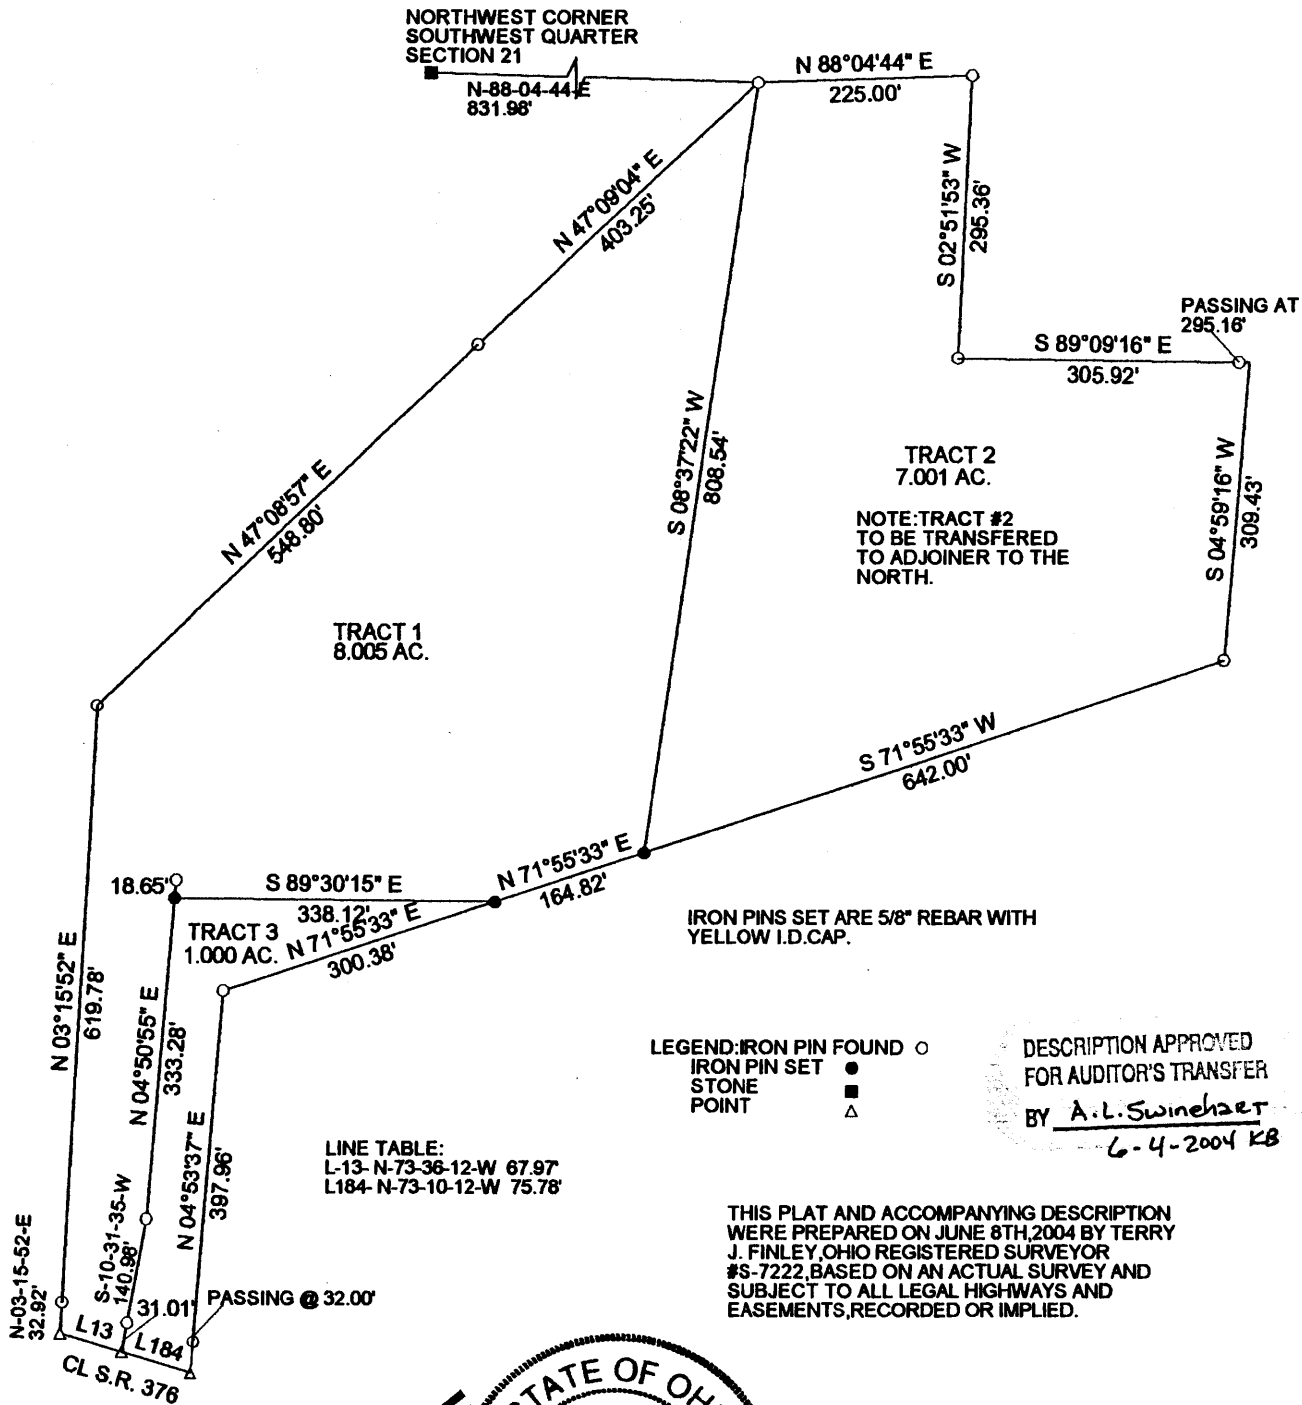 NORTHWEST CORNER
SOUTHWEST QUARTER
SECTION 21
N-88-04-44-E
831.98'
N 88°04'44" E
225.00'
S 02°51'53" W
295.36'
N 47°09'04" E
403.25'
PASSING AT
295.16'
S 89°09'16" E
305.92'
S 08°37'22" W
808.54'
TRACT 2
7.001 AC.
NOTE:TRACT #2
TO BE TRANSFERED
TO ADJOINER TO THE
NORTH.
S 04°59'16" W
309.43'
N 47°08'57" E
548.80'
TRACT 1
8.005 AC.
S 71°55'33" W
642.00'
N 71°55'33" E
164.82'
18.65'
S 89°30'15" E
338.12'
TRACT 3
1.000 AC.
N 71°55'33" E
300.38'
IRON PINS SET ARE 5/8" REBAR WITH
YELLOW I.D.CAP.
N 03°15'52" E
619.78'
N 04°50'55" E
333.28'
LEGEND:IRON PIN FOUND
IRON PIN SET
STONE
POINT
DESCRIPTION APPROVED
FOR AUDITOR'S TRANSFER
BY A.L. Swinehart
6-4-2004 KB
N 04°53'37" E
397.96'
LINE TABLE:
L-13- N-73-36-12-W 67.97'
L184- N-73-10-12-W 75.78'
THIS PLAT AND ACCOMPANYING DESCRIPTION
WERE PREPARED ON JUNE 8TH,2004 BY TERRY
J. FINLEY,OHIO REGISTERED SURVEYOR
#S-7222,BASED ON AN ACTUAL SURVEY AND
SUBJECT TO ALL LEGAL HIGHWAYS AND
EASEMENTS,RECORDED OR IMPLIED.
S-10-31-35-W
140.98'
N-03-15-52-E
32.92'
31.01'
PASSING @ 32.00'
L13
L184
CL S.R. 376
STATE OF